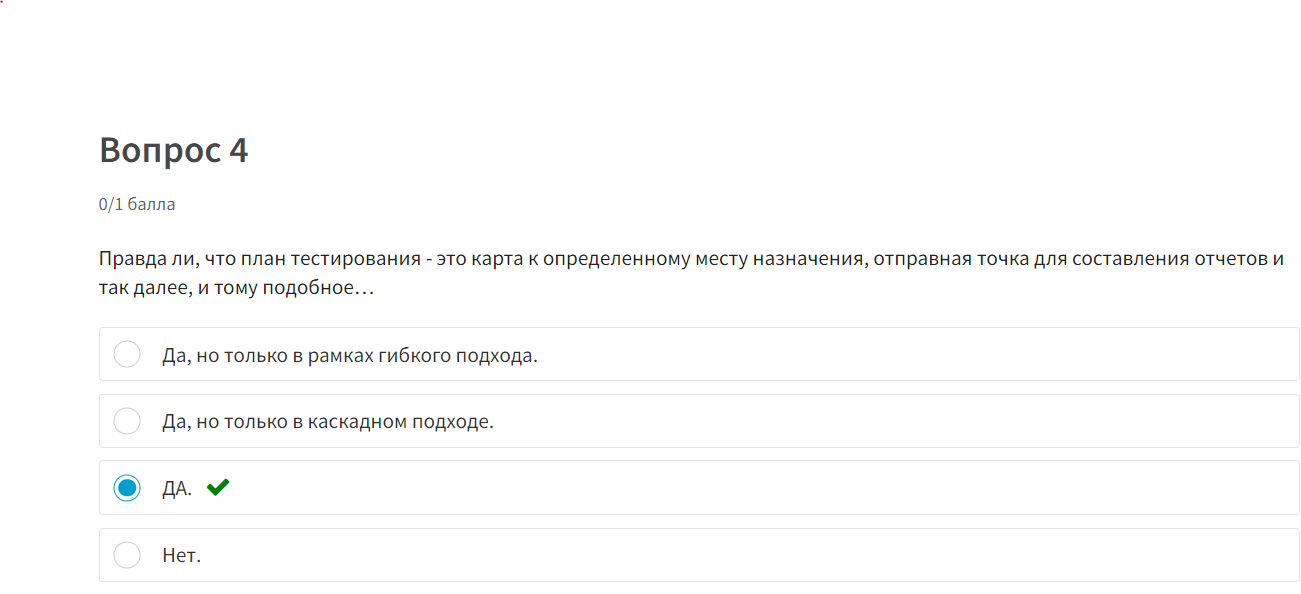 Вопрос 4
0/1 балла
Правда ли, что план тестирования - это карта к определенному месту назначения, отправная точка для составления отчетов и
так далее, и тому подобное…
Да, но только в рамках гибкого подхода.
Да, но только в каскадном подходе.
ДА.
Нет.